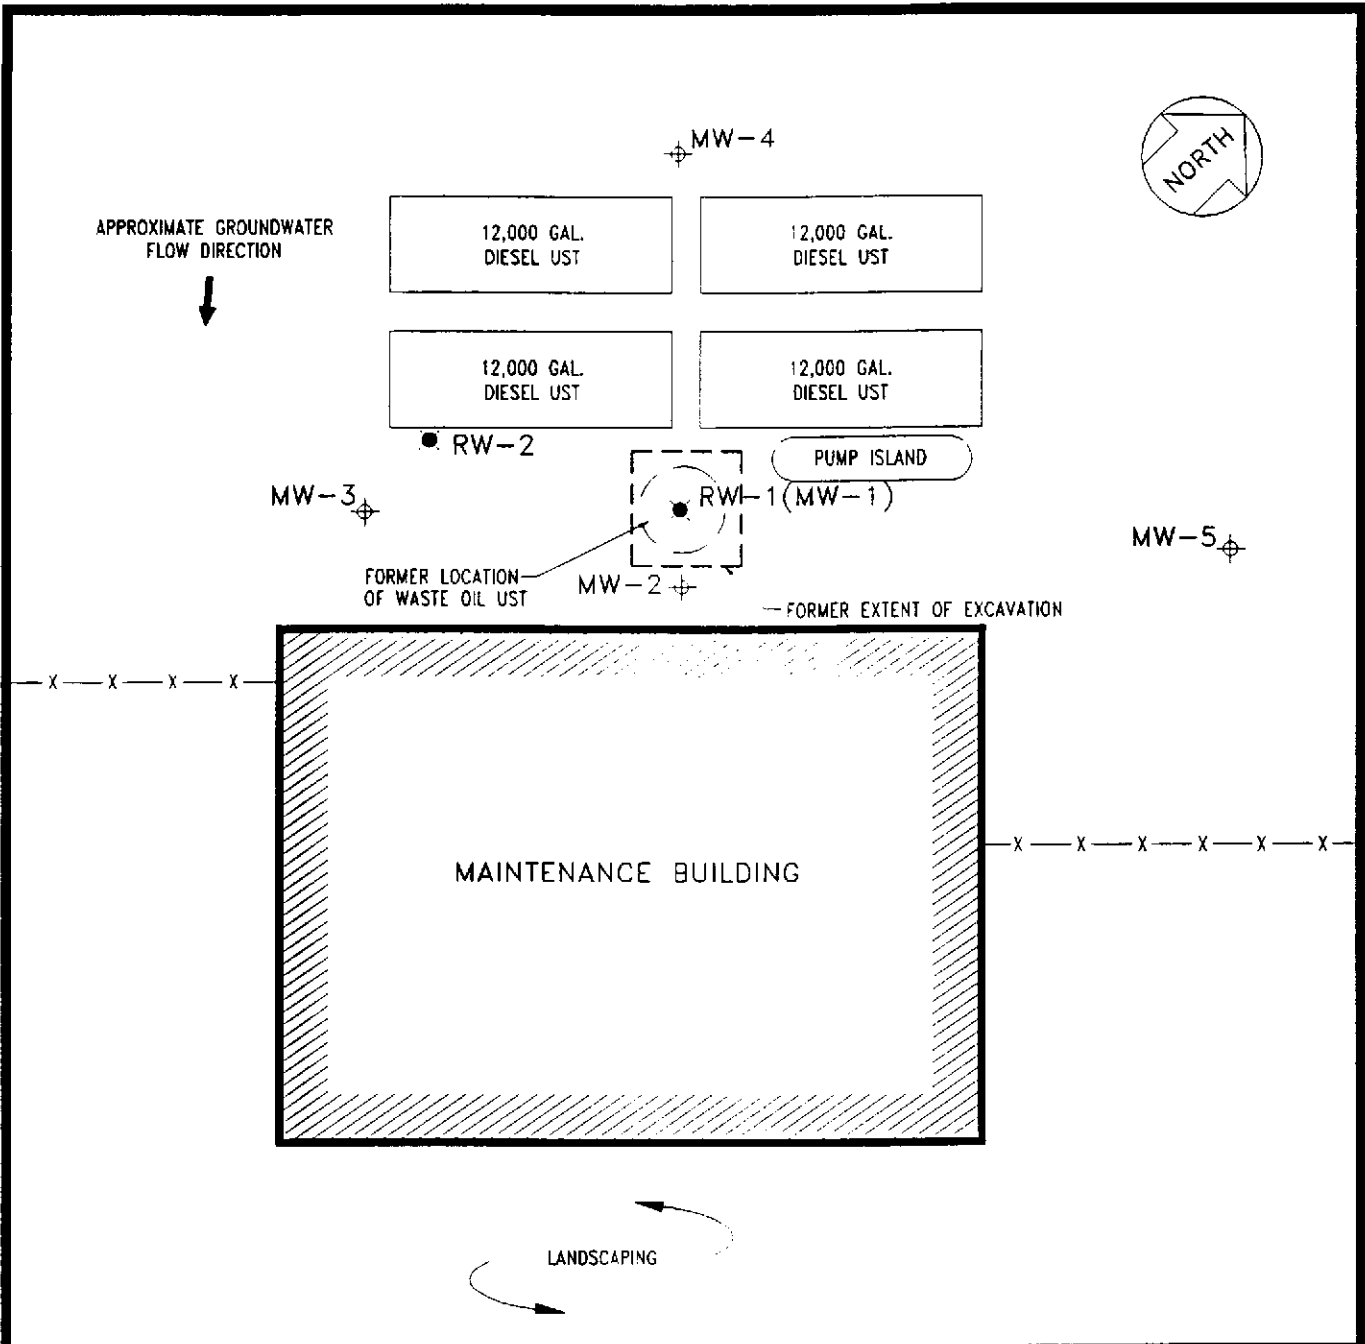 MW-4
NORTH
APPROXIMATE GROUNDWATER
FLOW DIRECTION
12,000 GAL.
DIESEL UST
12,000 GAL.
DIESEL UST
12,000 GAL.
DIESEL UST
12,000 GAL.
DIESEL UST
RW-2
PUMP ISLAND
MW-3
RW-1(MW-1)
MW-5
FORMER LOCATION
OF WASTE OIL UST
MW-2
FORMER EXTENT OF EXCAVATION
X X X X
MAINTENANCE BUILDING
X X X X X X
LANDSCAPING